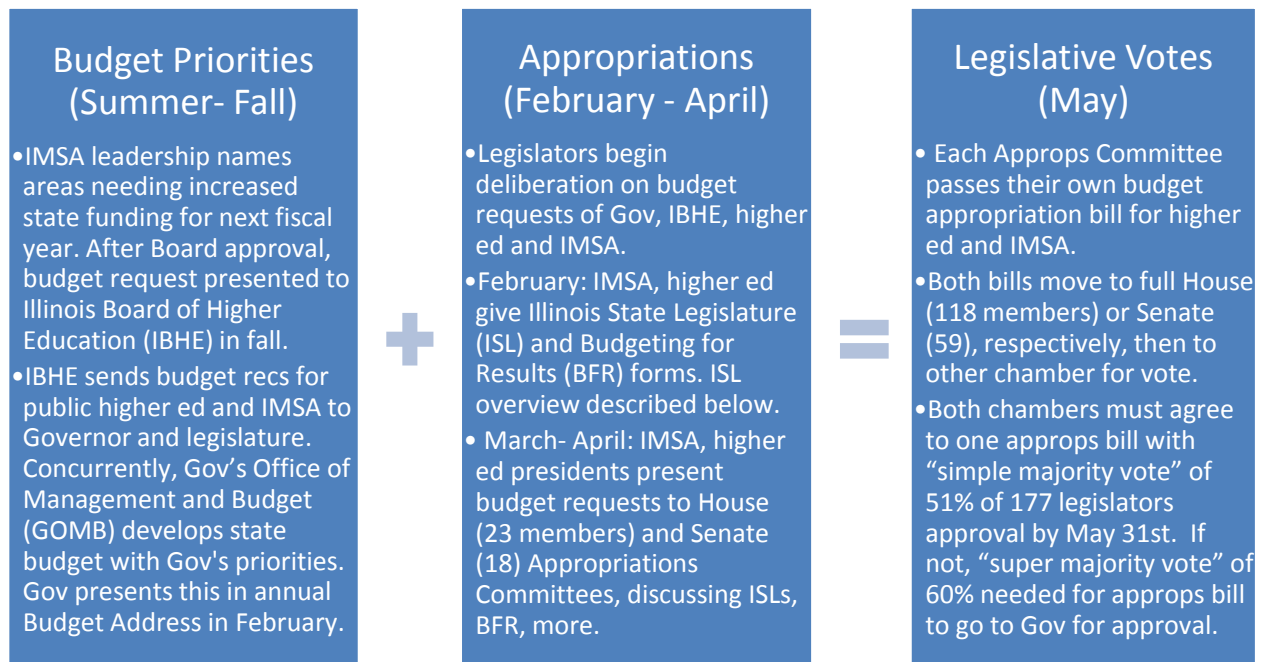 Budget Priorities
(Summer- Fall)
•IMSA leadership names
areas needing increased
state funding for next fiscal
year. After Board approval,
budget request presented to
Illinois Board of Higher
Education (IBHE) in fall.
•IBHE sends budget recs for
public higher ed and IMSA to
Governor and legislature.
Concurrently, Gov’s Office of
Management and Budget
(GOMB) develops state
budget with Gov's priorities.
Gov presents this in annual
Budget Address in February.
Appropriations
(February - April)
•Legislators begin
deliberation on budget
requests of Gov, IBHE, higher
ed and IMSA.
•February: IMSA, higher ed
give Illinois State Legislature
(ISL) and Budgeting for
Results (BFR) forms. ISL
overview described below.
• March- April: IMSA, higher
ed presidents present
budget requests to House
(23 members) and Senate
(18) Appropriations
Committees, discussing ISLs,
BFR, more.
Legislative Votes
(May)
• Each Approps Committee
passes their own budget
appropriation bill for higher
ed and IMSA.
•Both bills move to full House
(118 members) or Senate
(59), respectively, then to
other chamber for vote.
•Both chambers must agree
to one approps bill with
“simple majority vote” of
51% of 177 legislators
approval by May 31st.  If
not, “super majority vote” of
60% needed for approps bill
to go to Gov for approval.